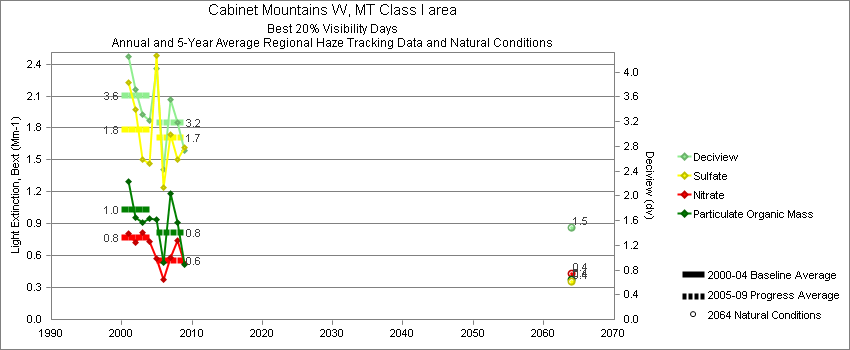 Cabinet Mountains W, MT Class I area
Best 20% Visibility Days
Annual and 5-Year Average Regional Haze Tracking Data and Natural Conditions
Light Extinction, Bext (Mm-1)
2.4
2.1
1.8
1.5
1.2
0.9
0.6
0.3
0.0
3.6
1.8
1.0
0.8
3.2
1.7
0.8
0.6
1.5
0.4
0.4
4.0
3.6
3.2
2.8
2.4
2.0
1.6
1.2
0.8
0.4
0.0
Deciview (dv)
1990 2000 2010 2020 2030 2040 2050 2060 2070
Deciview
Sulfate
Nitrate
Particulate Organic Mass
2000-04 Baseline Average
2005-09 Progress Average
2064 Natural Conditions